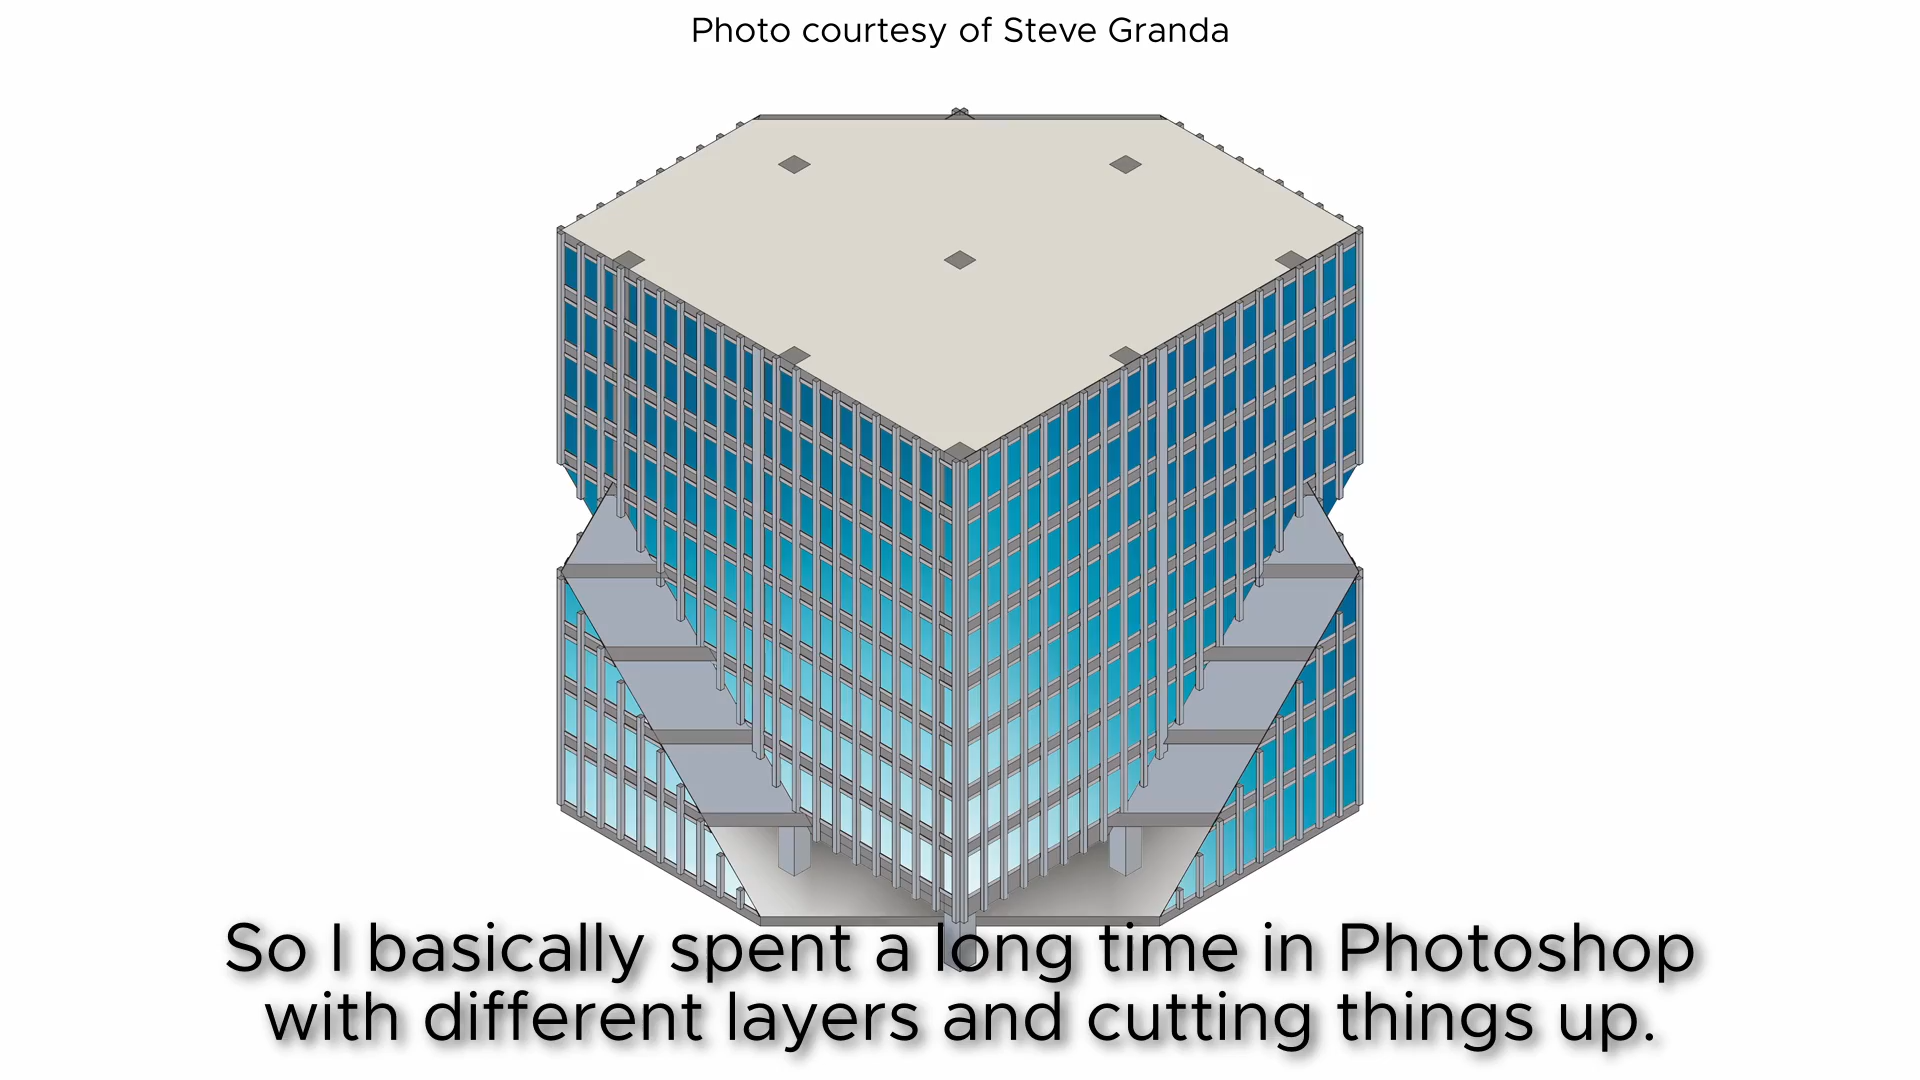 Photo courtesy of Steve Granda
So I basically spent a long time in Photoshop
with different layers and cutting things up.